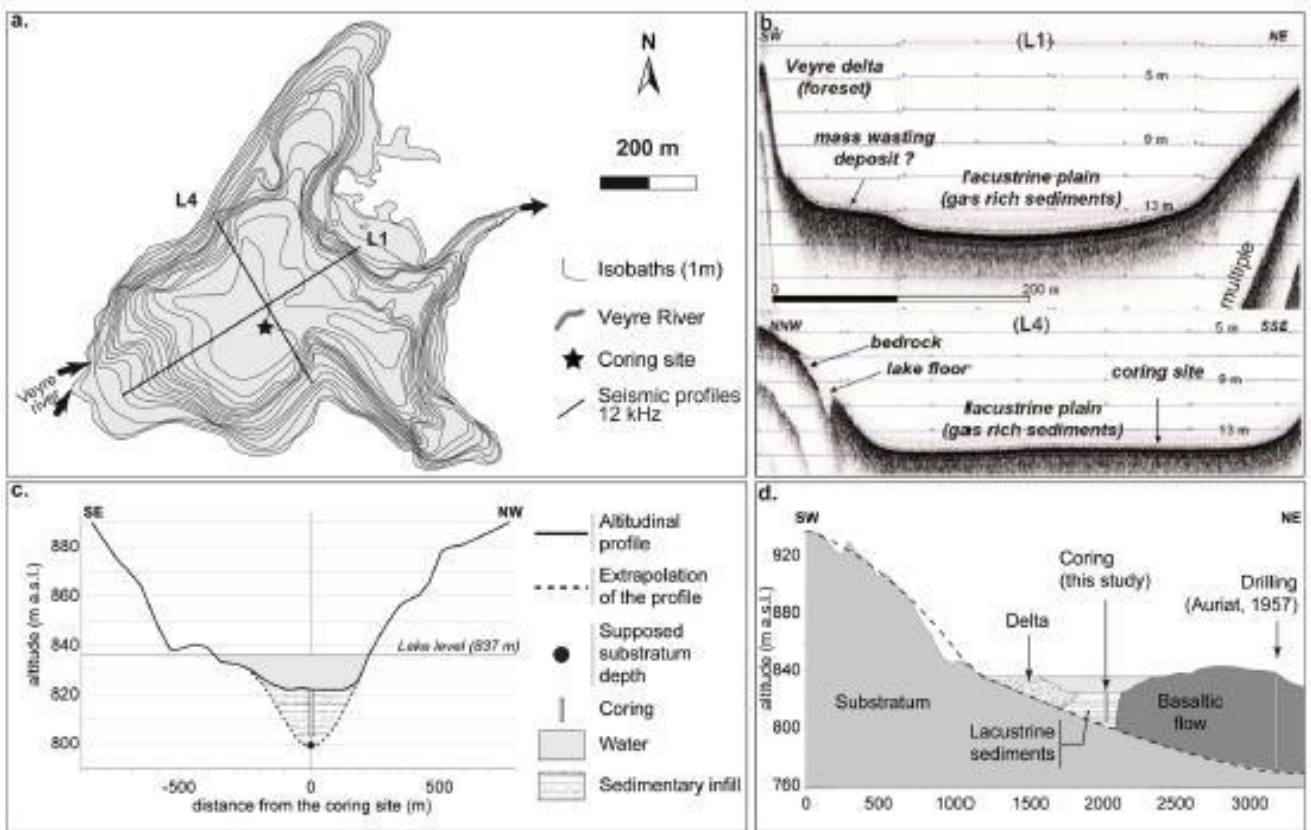 a.
N
200 m
L4
L1
Isobaths (1m)
Veyre River
Coring site
Seismic profiles
12 kHz
Veyre
river
b.
SW
(L1)
NE
Veyre delta
(foreset)
5 m
mass wasting
deposit ?
9 m
lacustrine plain
(gas rich sediments)
13 m
multiple
0
200 m
NNW
(L4)
5 m
SSE
bedrock
lake floor
coring site
9 m
lacustrine plain
(gas rich sediments)
13 m
c.
SE
NW
880
860
840
820
800
altitude (m a.s.l.)
Lake level (837 m)
-500
0
500
distance from the coring site (m)
Altitudinal
profile
Extrapolation
of the profile
Supposed
substratum
depth
Coring
Water
Sedimentary infill
d.
SW
NE
920
880
840
800
760
altitude (m a.s.l.)
Coring
(this study)
Drilling
(Auriat, 1957)
Delta
Substratum
Basaltic
flow
Lacustrine
sediments
0
500
1000
1500
2000
2500
3000